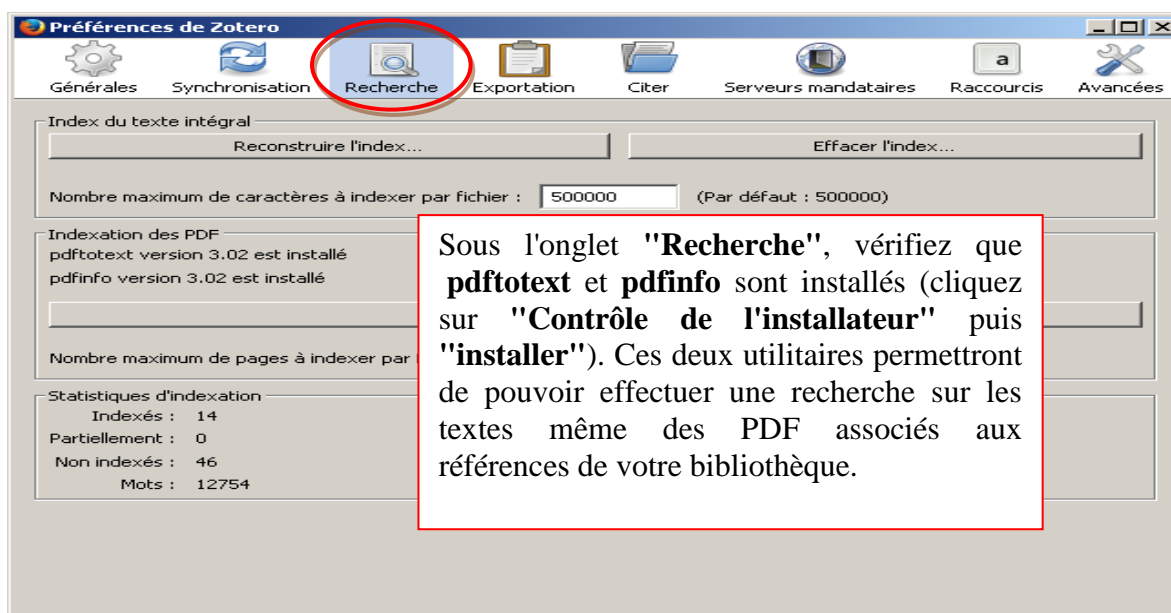 Préférences de Zotero
Générales Synchronisation Recherche Exportation Citer Serveurs mandataires Raccourcis Avancées
Index du texte intégral
Reconstruire l'index... Effacer l'index...
Nombre maximum de caractères à indexer par fichier : 500000 (Par défaut : 500000)
Indexation des PDF
pdftotext version 3.02 est installé
pdfinfo version 3.02 est installé
Nombre maximum de pages à indexer par
Statistiques d'indexation
Indexés : 14
Partiellement : 0
Non indexés : 46
Mots : 12754
Sous l'onglet "Recherche", vérifiez que
pdftotext et pdfinfo sont installés (cliquez
sur "Contrôle de l'installateur" puis
"installer"). Ces deux utilitaires permettront
de pouvoir effectuer une recherche sur les
textes même des PDF associés aux
références de votre bibliothèque.